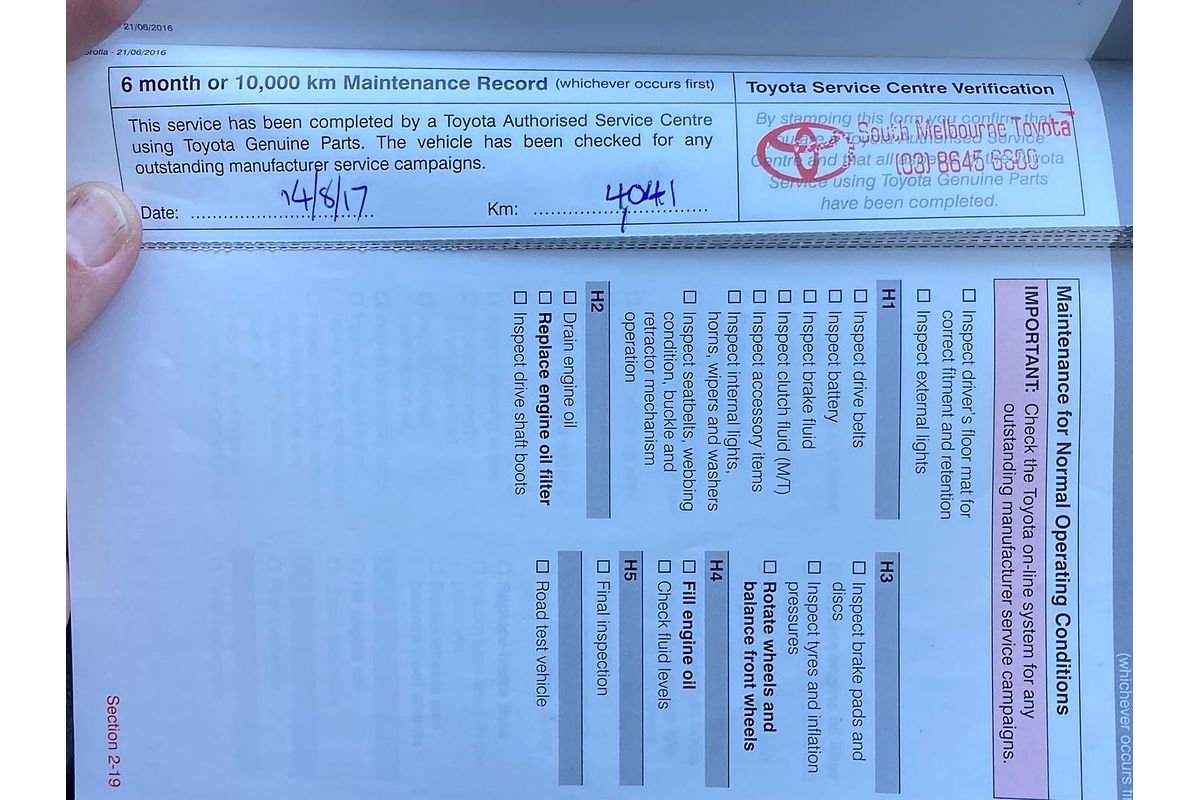 21/06/2016
rolla - 21/06/2016
6 month or 10,000 km Maintenance Record (whichever occurs first)
This service has been completed by a Toyota Authorised Service Centre
using Toyota Genuine Parts. The vehicle has been checked for any
outstanding manufacturer service campaigns.
Date: 14/8/17 Km: 4041
Toyota Service Centre Verification
By stamping this form you confirm that
Centre and that all
Service using Toyota Genuine Parts
have been completed.
South Melbourne Toyota
(03) 8645
Maintenance for Normal Operating Conditions
IMPORTANT: Check the Toyota on-line system for any
outstanding manufacturer service campaigns.
☐ Inspect driver's floor mat for
correct fitment and retention
☐ Inspect external lights
H1
☐ Inspect drive belts
☐ Inspect battery
☐ Inspect brake fluid
☐ Inspect clutch fluid (M/T)
☐ Inspect accessory items
☐ Inspect internal lights,
horns, wipers and washers
☐ Inspect seatbelts, webbing
condition, buckle and
retractor mechanism
operation
H2
☐ Drain engine oil
☐ Replace engine oil filter
☐ Inspect drive shaft boots
H3
☐ Inspect brake pads and
discs
☐ Inspect tyres and inflation
pressures
☐ Rotate wheels and
balance front wheels
H4
☐ Fill engine oil
☐ Check fluid levels
H5
☐ Final inspection
☐ Road test vehicle
Section 2-19
(whichever occurs